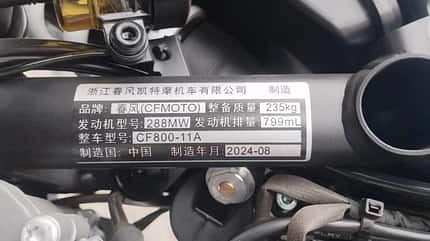 浙江春风凯特摩机车有限公司 制造
品牌: 春风(CFMOTO) 整备质量 235kg
发动机型号: 288MW 发动机排量 799mL
整车型号: CF800-11A
制造国: 中国 制造年月: 2024-08